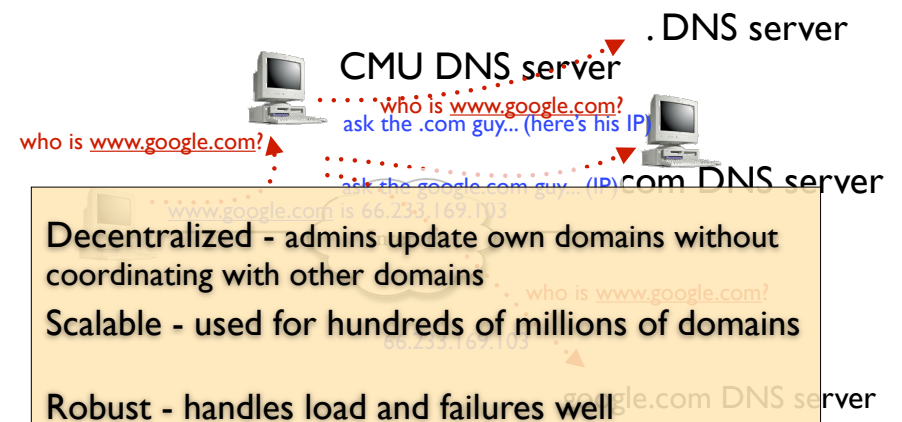 . DNS server
CMU DNS server
who is www.google.com?
ask the .com guy... (here's his IP)
who is www.google.com?
ask the google.com guy... (IP)
com DNS server
www.google.com is 66.233.169.103
Decentralized - admins update own domains without
coordinating with other domains
who is www.google.com?
Scalable - used for hundreds of millions of domains
66.233.169.103
google.com DNS server
Robust - handles load and failures well